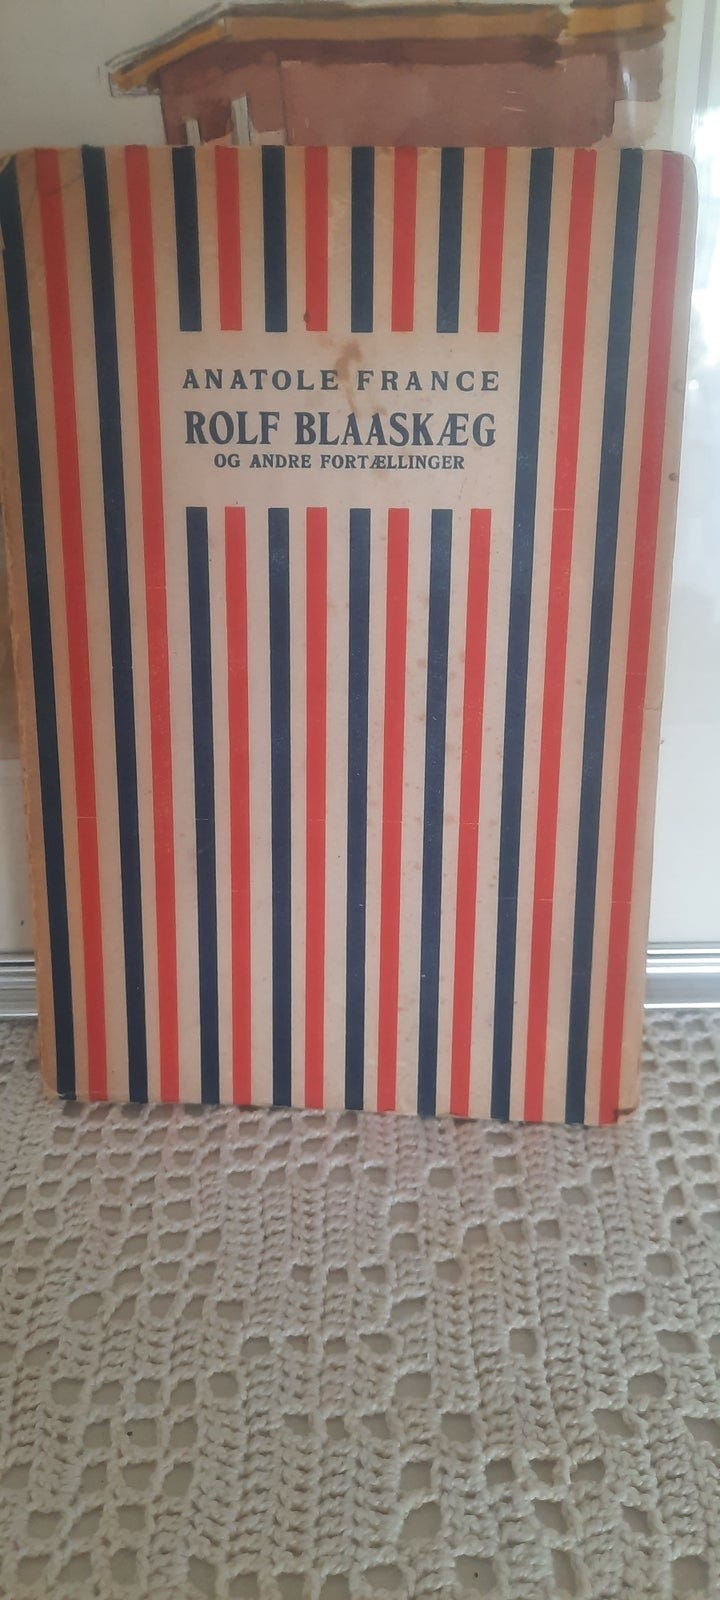 ANATOLE FRANCE
ROLF BLAASKÆG
OG ANDRE FORTÆLLINGER